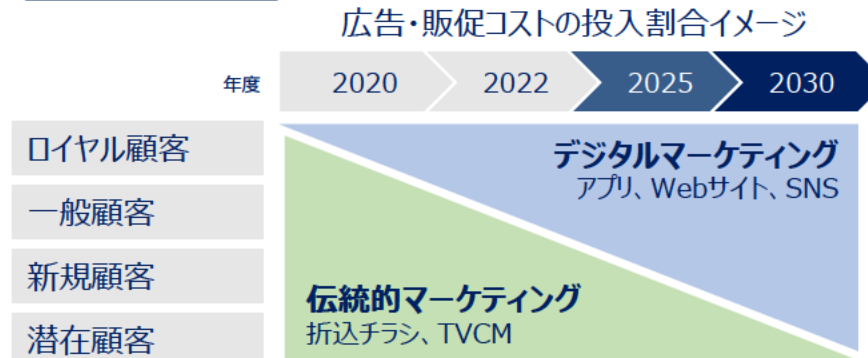 広告・販促コストの投入割合イメージ
年度
2020
2022
2025
2030
ロイヤル顧客
一般顧客
新規顧客
潜在顧客
デジタルマーケティング
アプリ、Webサイト、SNS
伝統的マーケティング
折込チラシ、TVCM